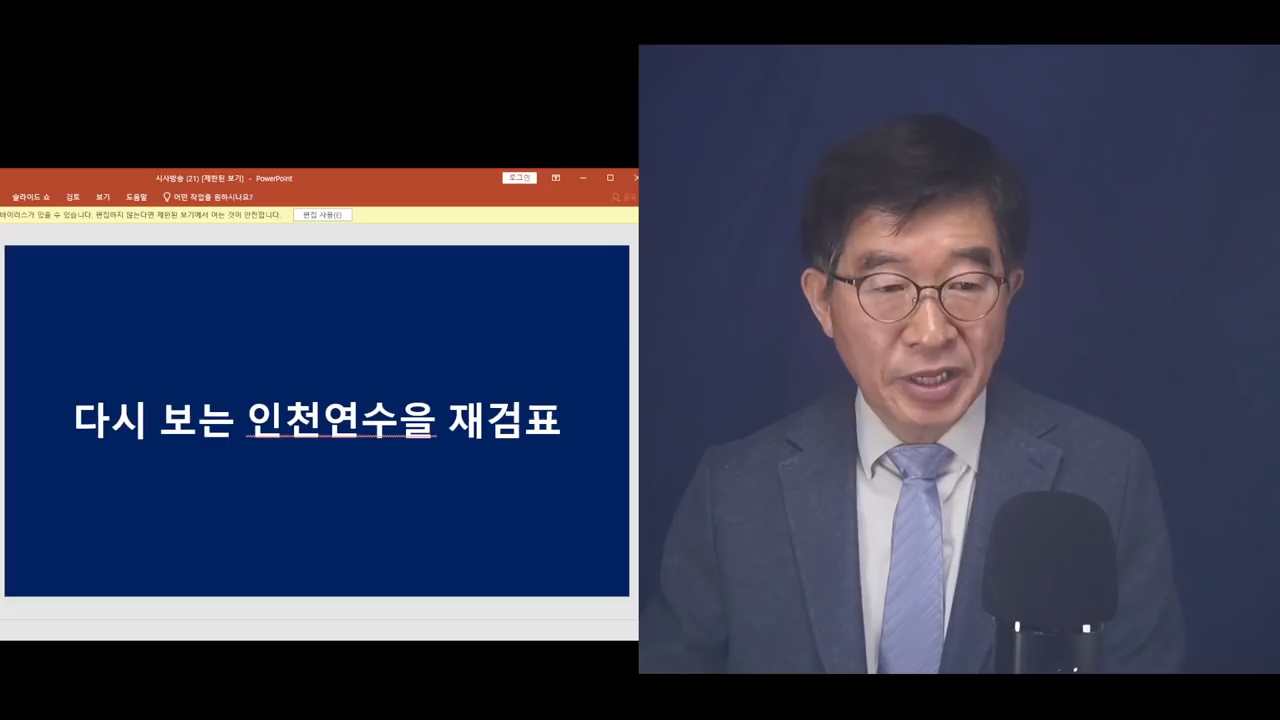 시사방송 (21) [제한된 보기] - PowerPoint
로그인
슬라이드 쇼 검토 보기 도움말 어떤 작업을 원하시나요?
바이러스가 있을 수 있습니다. 편집하지 않는다면 제한된 보기에서 여는 것이 안전합니다. 편집 사용(E)
다시 보는 인천연수을 재검표